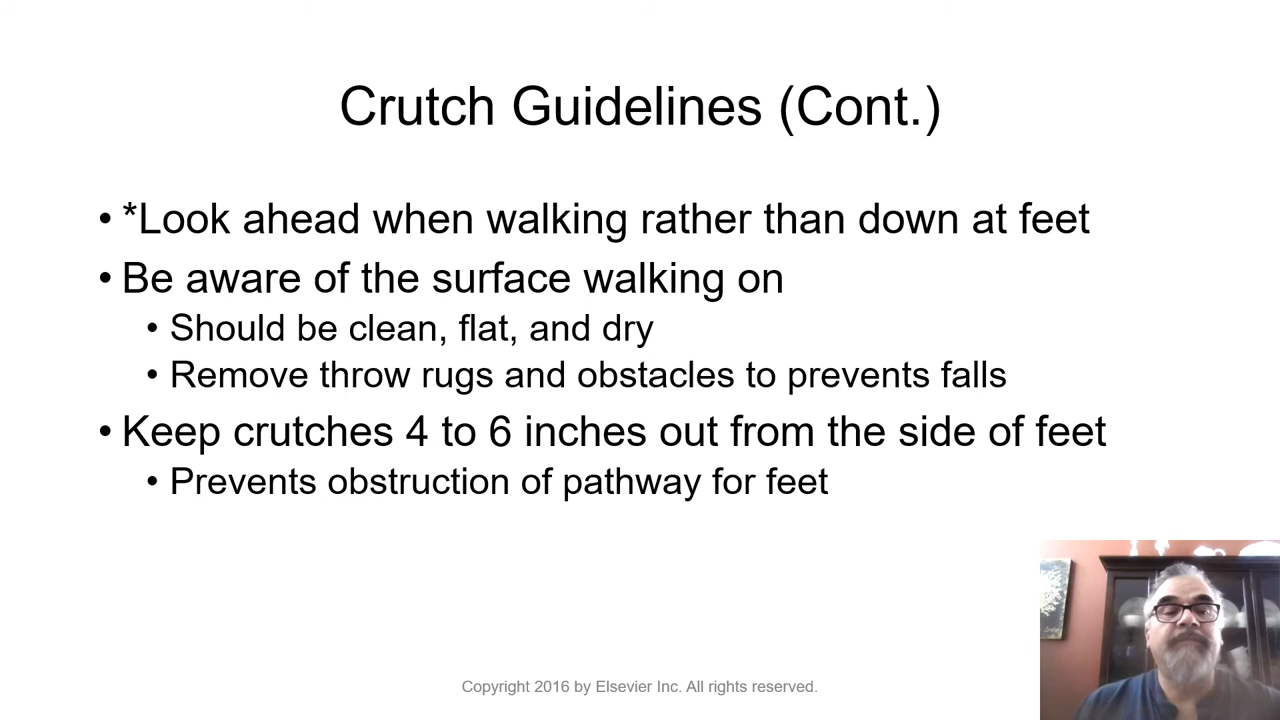 Crutch Guidelines (Cont.)
• *Look ahead when walking rather than down at feet
• Be aware of the surface walking on
• Should be clean, flat, and dry
• Remove throw rugs and obstacles to prevents falls
• Keep crutches 4 to 6 inches out from the side of feet
• Prevents obstruction of pathway for feet
Copyright 2016 by Elsevier Inc. All rights reserved.